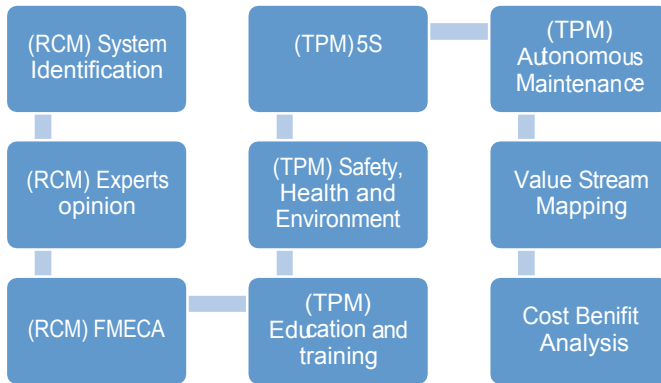 (RCM) System
Identification
(RCM) Experts
opinion
(RCM) FMECA
(TPM)
Education and
training
(TPM) Safety,
Health and
Environment
(TPM) 5S
(TPM)
Autonomous
Maintenance
Value Stream
Mapping
Cost Benifit
Analysis